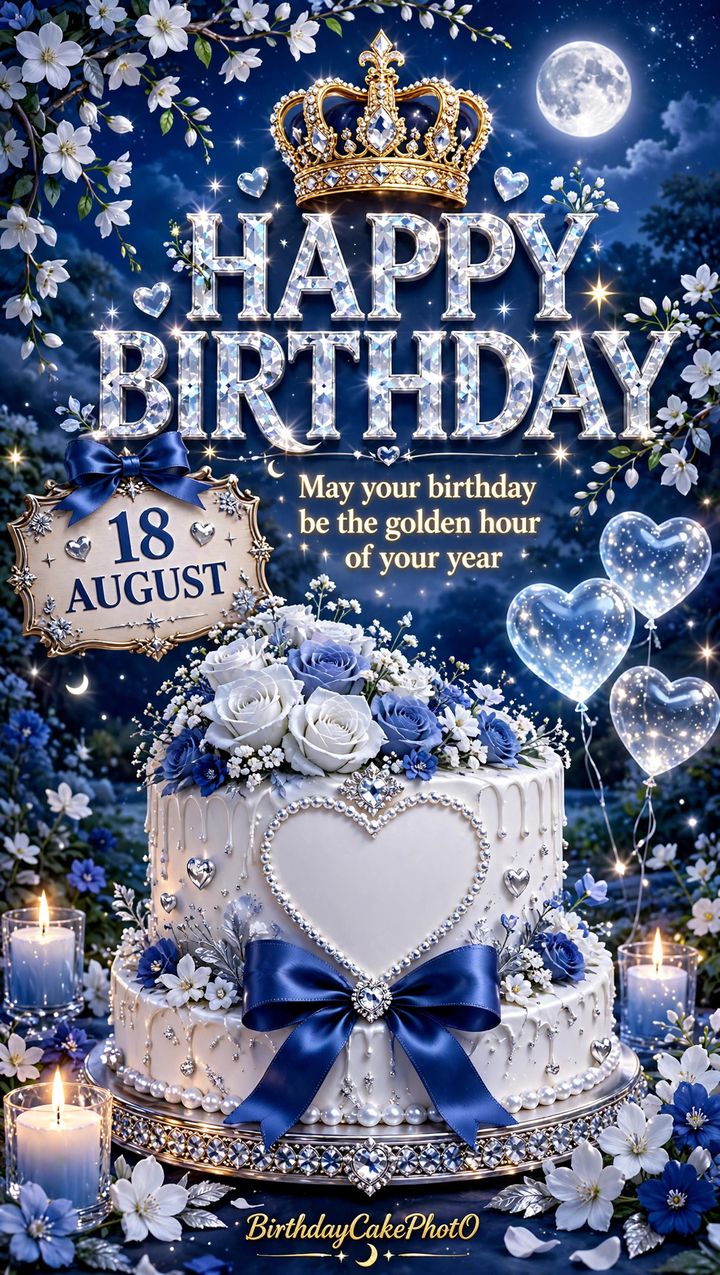 HAPPY
BIRTHDAY
18
AUGUST
May your birthday
be the golden hour
of your year
BirthdayCakePhotO